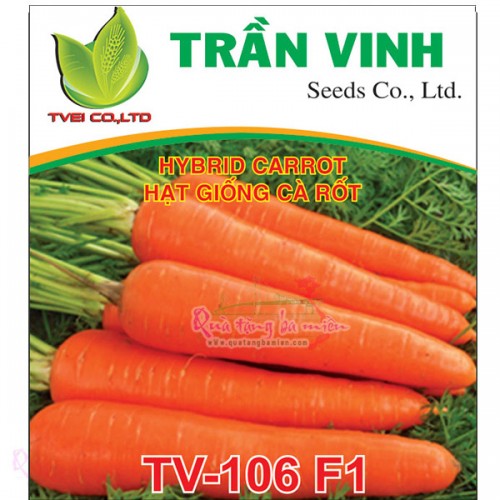 TRẦN VINH
Seeds Co., Ltd.
TVEI CO.,LTD
HYBRID CARROT
HẠT GIỐNG CÀ RỐT
Quà tặng ba miền
www.quatangbamien.com
TV-106 F1